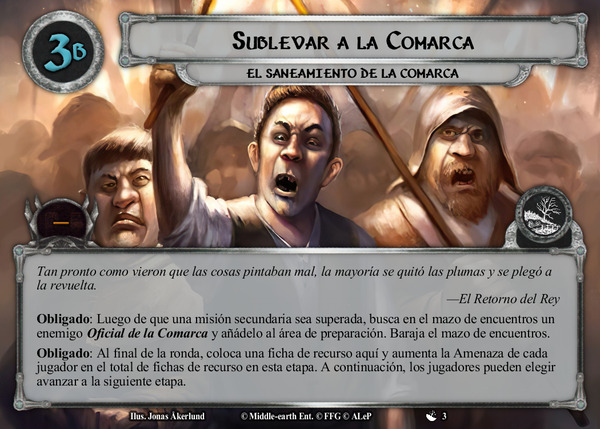 3B
SUBLEVAR A LA COMARCA
EL SANEAMIENTO DE LA COMARCA
–
Tan pronto como vieron que las cosas pintaban mal, la mayoría se quitó las plumas y se plegó a
la revuelta.
—El Retorno del Rey
Obligado: Luego de que una misión secundaria sea superada, busca en el mazo de encuentros un
enemigo Oficial de la Comarca y añádelo al área de preparación. Baraja el mazo de encuentros.
Obligado: Al final de la ronda, coloca una ficha de recurso aquí y aumenta la Amenaza de cada
jugador en el total de fichas de recurso en esta etapa. A continuación, los jugadores pueden elegir
avanzar a la siguiente etapa.
Ilus. Jonas Åkerlund © Middle-earth Ent. © FFG © ALeP 3